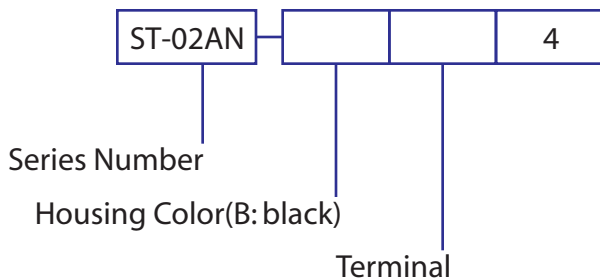 ST-02AN 4
Series Number
Housing Color(B: black)
Terminal